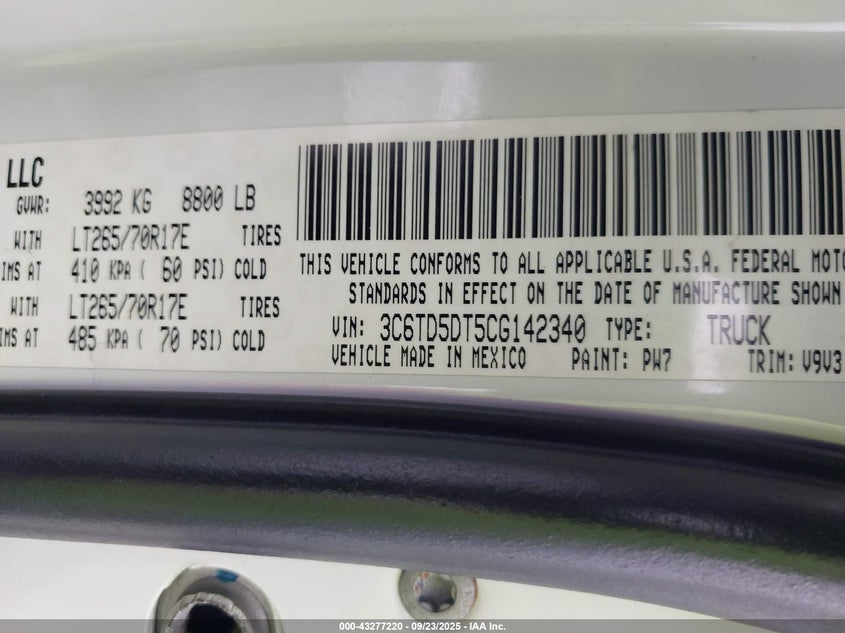 LLC
GVWR: 3992 KG 8800 LB
WITH LT265/70R17E TIRES
IMS AT 410 KPA ( 60 PSI) COLD
WITH LT265/70R17E TIRES
IMS AT 485 KPA ( 70 PSI) COLD
THIS VEHICLE CONFORMS TO ALL APPLICABLE U.S.A. FEDERAL MOTO
STANDARDS IN EFFECT ON THE DATE OF MANUFACTURE SHOWN
VIN: 3C6TD5DT5CG142340 TYPE: TRUCK
VEHICLE MADE IN MEXICO PAINT: PW7 TRIM: V9V3
000-43277220 - 09/23/2025 - IAA Inc.